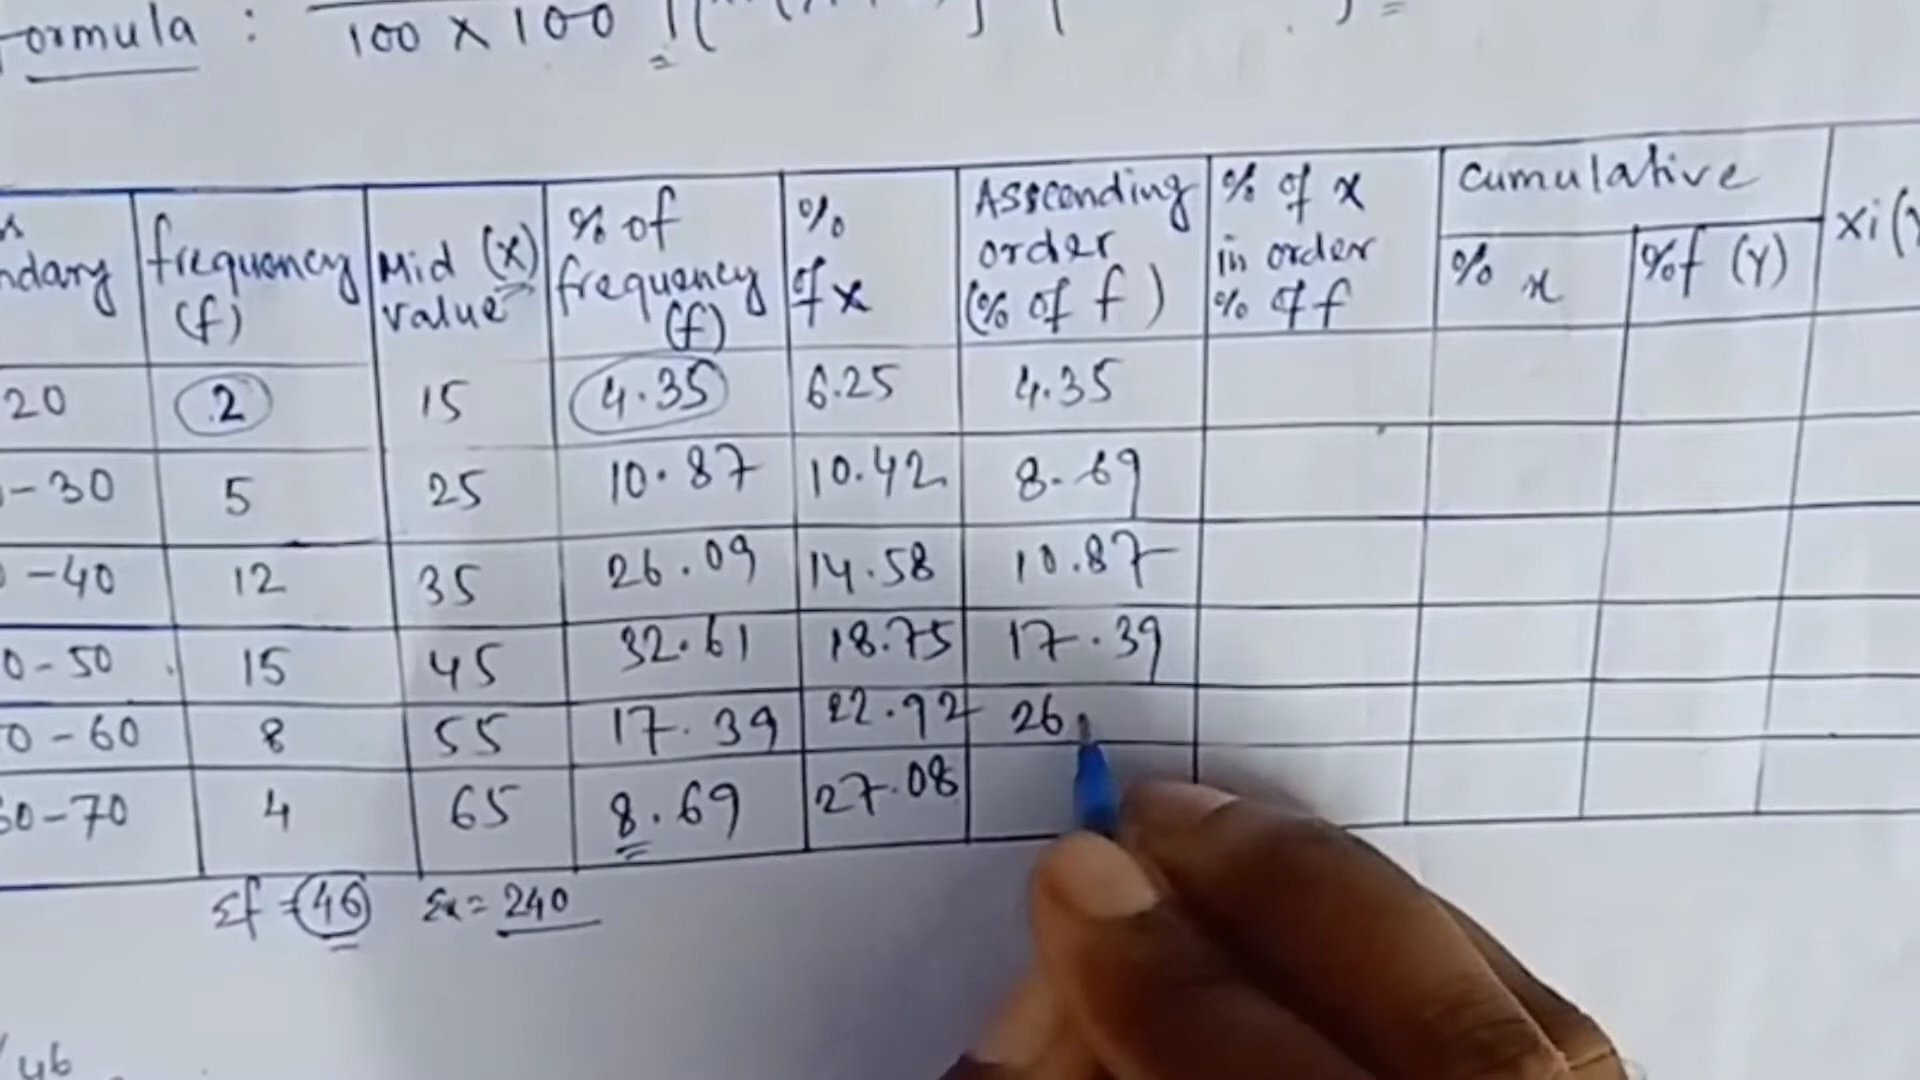 ormula : 100 x 100
frequency (f)
Mid (x) value
% of frequency (f)
% of x
Asscending order (% of f)
% of x in order % of f
cumulative
% x
%f (Y)
xi (
ndary
20 2 15 4.35 6.25 4.35
-30 5 25 10.87 10.42 8.69
-40 12 35 26.09 14.58 10.87
0-50 15 45 32.61 18.75 17.39
0-60 8 55 17.39 22.92 26.
60-70 4 65 8.69 27.08
Σf = 46 Σx = 240
/46